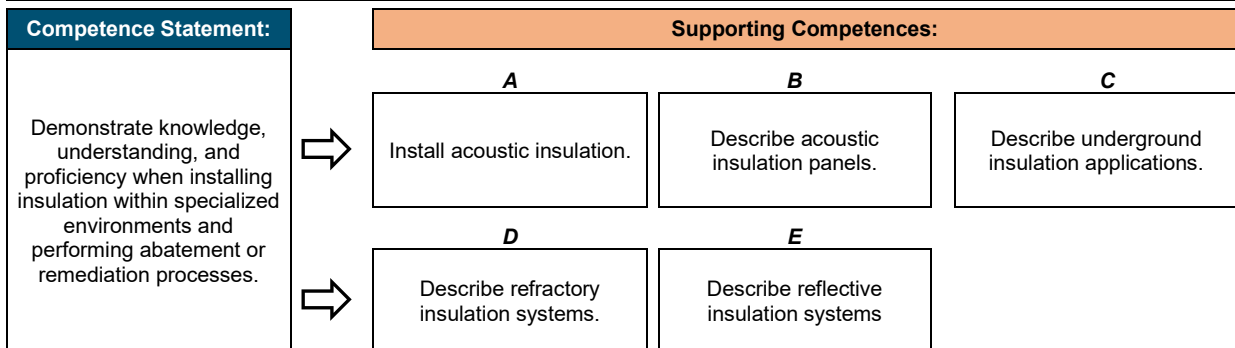 Competence Statement:
Supporting Competences:
Demonstrate knowledge,
understanding, and
proficiency when installing
insulation within specialized
environments and
performing abatement or
remediation processes.
A
Install acoustic insulation.
B
Describe acoustic
insulation panels.
C
Describe underground
insulation applications.
D
Describe refractory
insulation systems.
E
Describe reflective
insulation systems